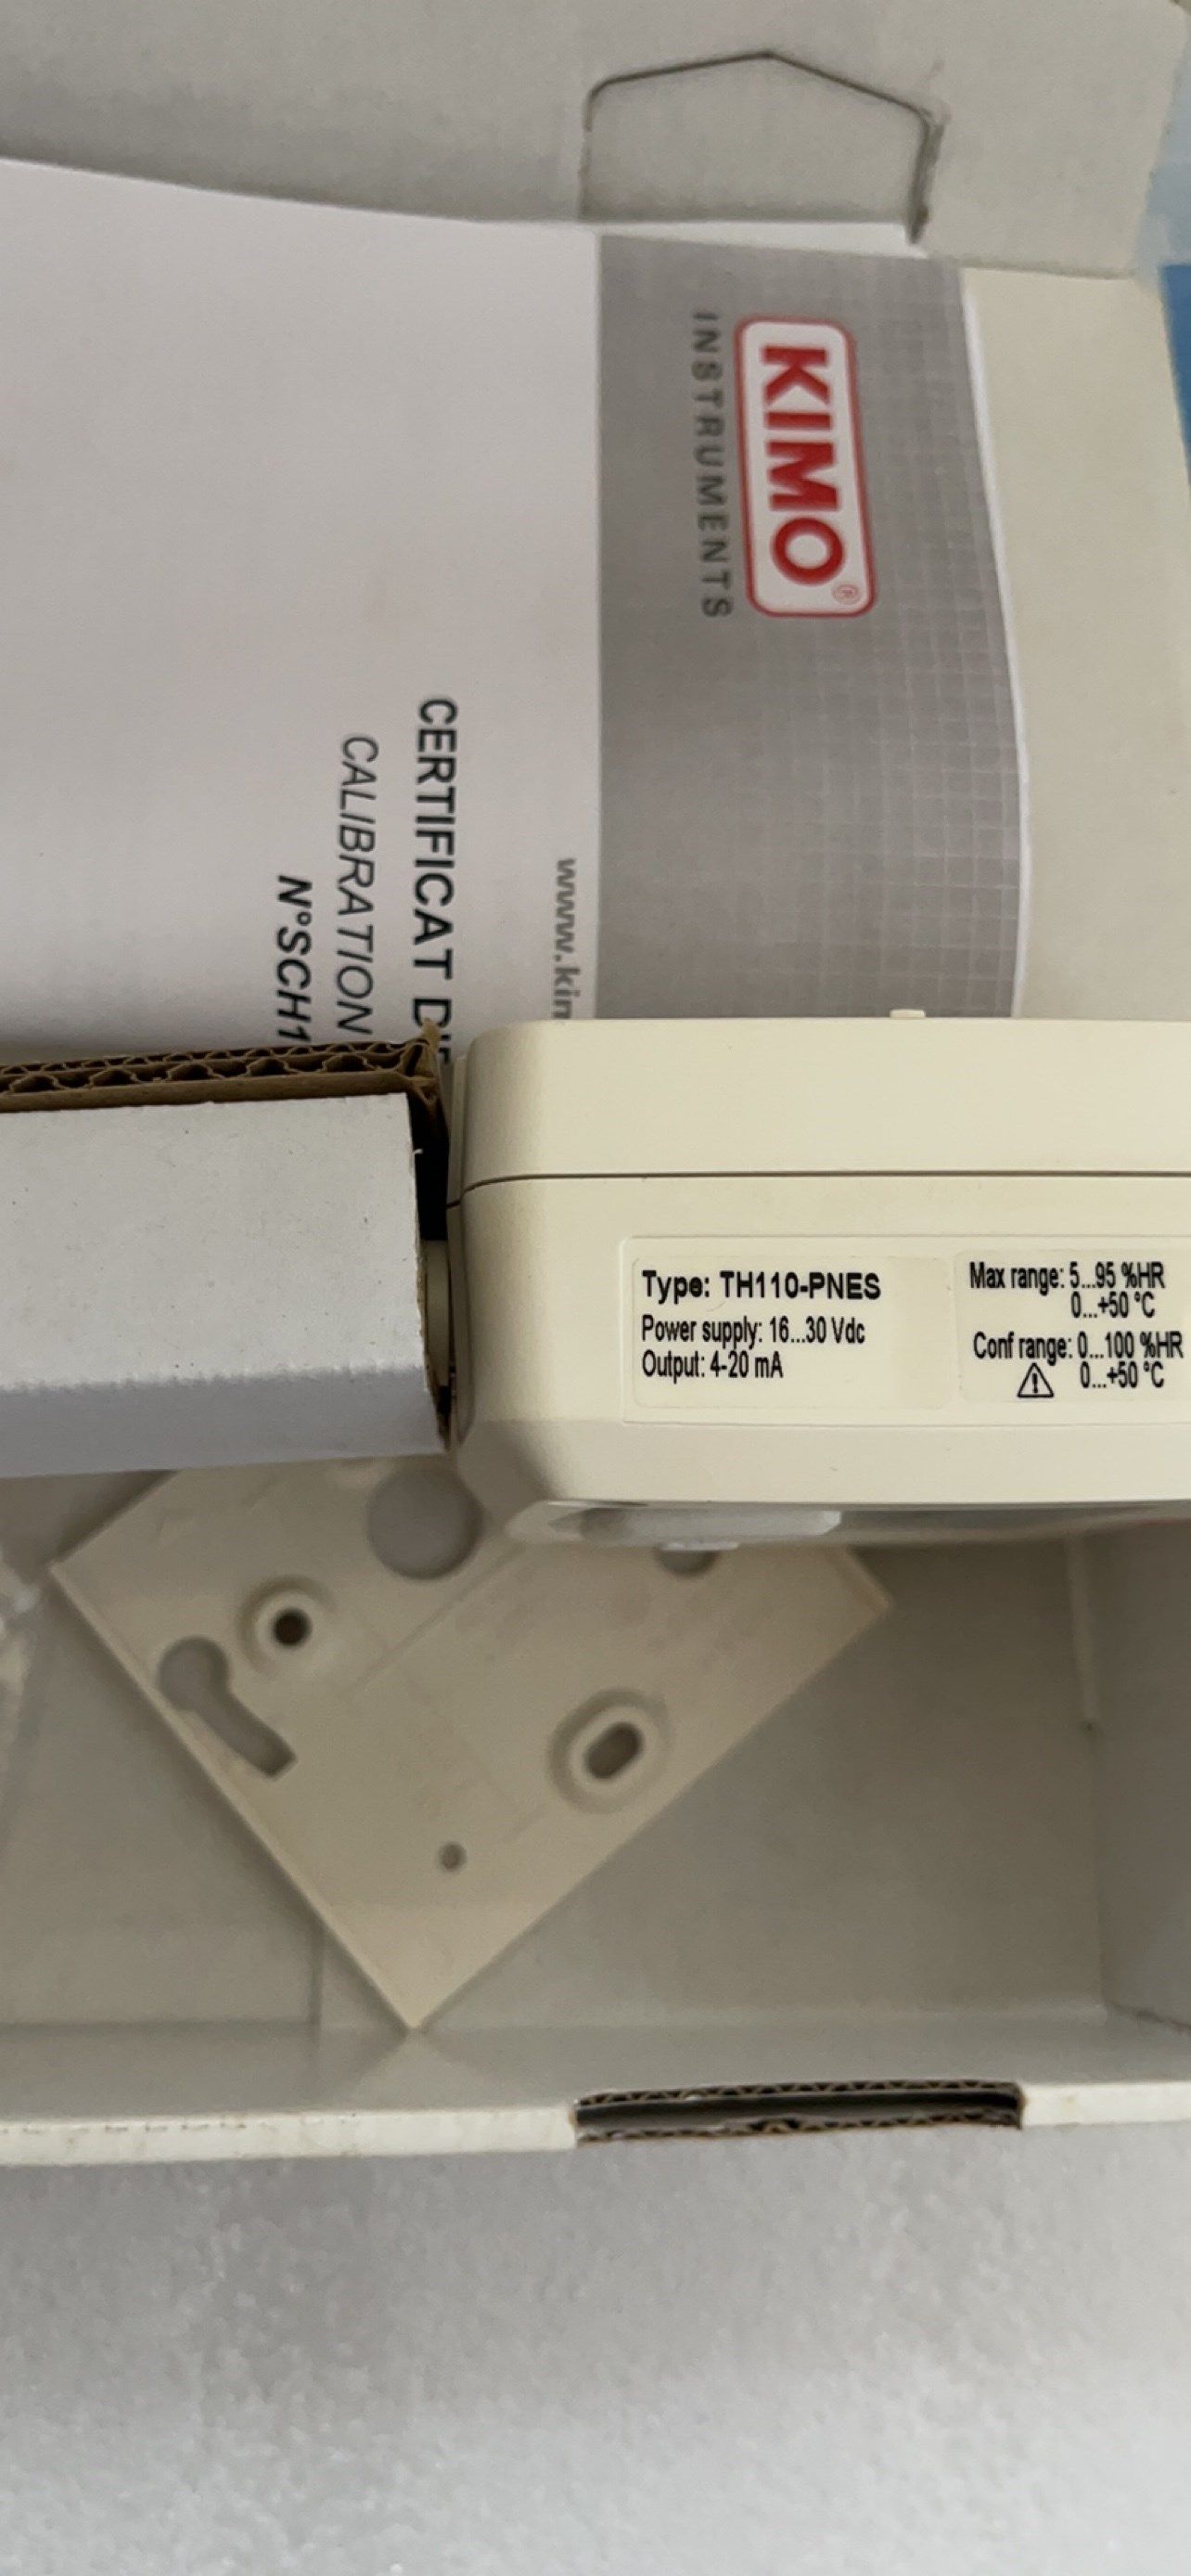 KIMO®
INSTRUMENTS
www.kim
CERTIFICAT D'E
CALIBRATION
N°SCH1
Type: TH110-PNES
Power supply: 16...30 Vdc
Output: 4-20 mA
Max range: 5...95 %HR
0...+50 °C
Conf range: 0...100 %HR
0...+50 °C